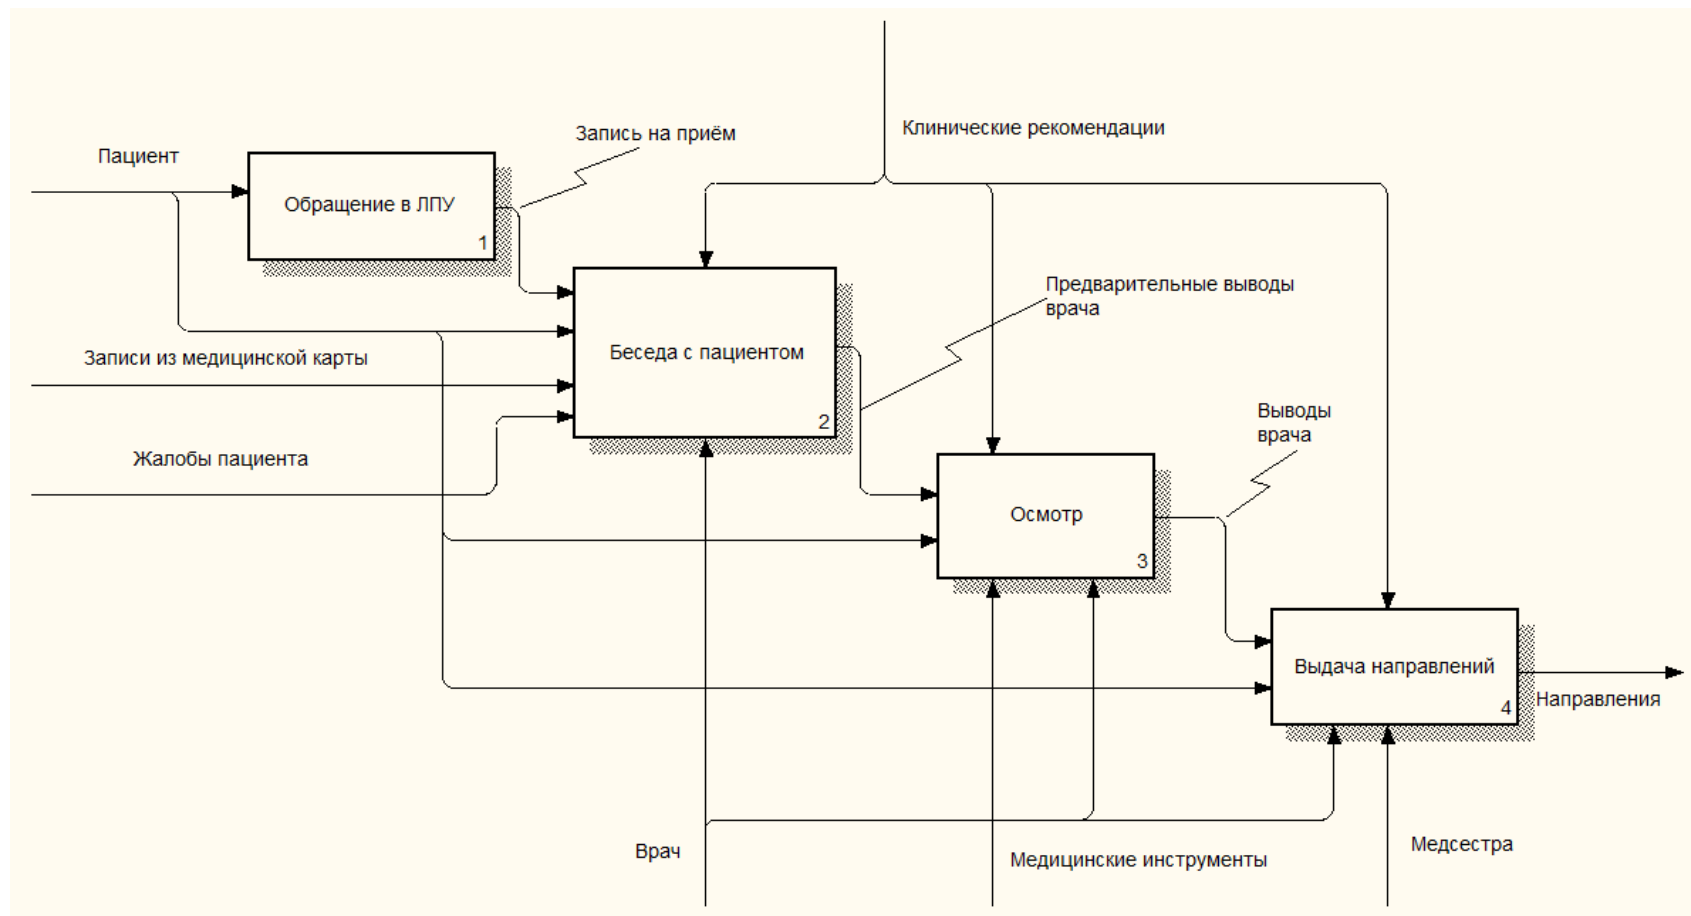 Клинические рекомендации
Запись на приём
Пациент
Обращение в ЛПУ
1
Предварительные выводы
врача
Беседа с пациентом
2
Записи из медицинской карты
Жалобы пациента
Выводы
врача
Осмотр
3
Выдача направлений
4
Направления
Врач
Медицинские инструменты
Медсестра